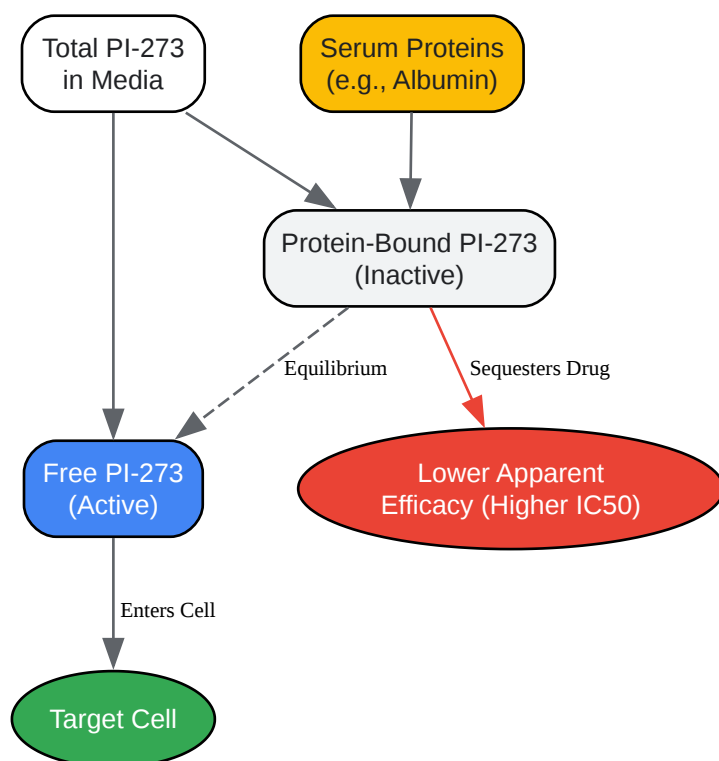 Total PI-273
in Media
Serum Proteins
(e.g., Albumin)
Protein-Bound PI-273
(Inactive)
Equilibrium
Sequesters Drug
Free PI-273
(Active)
Lower Apparent
Efficacy (Higher IC50)
Enters Cell
Target Cell